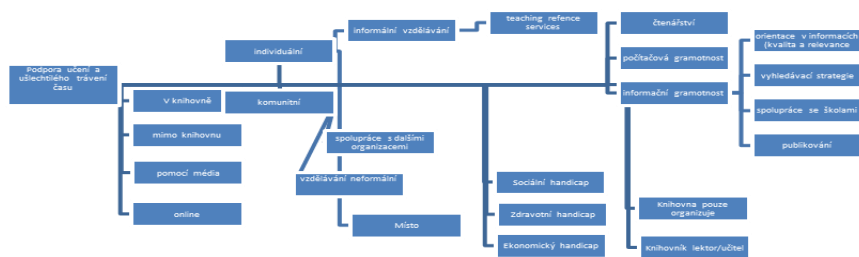 Podpora učení a
ušlechtilého trávení
času
V knihovně
mimo knihovnu
pomocí média
online
individuální
komunitní
informální vzdělávání
teaching refence
services
spolupráce s dalšími
organizacemi
vzdělávání neformální
Místo
Sociální handicap
Zdravotní handicap
Ekonomický handicap
čtenářství
počítačová gramotnost
informační gramotnost
orientace v informacích
(kvalita a relevance
vyhledávací strategie
spolupráce se školami
publikování
Knihovna pouze
organizuje
Knihovník lektor/učitel